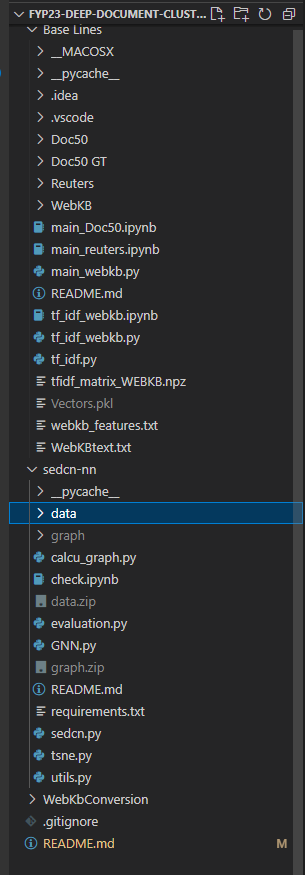 FYP23-DEEP-DOCUMENT-CLUST...
Base Lines
__MACOSX
__pycache__
.idea
.vscode
Doc50
Doc50 GT
Reuters
WebKB
main_Doc50.ipynb
main_reuters.ipynb
main_webkb.py
README.md
tf_idf_webkb.ipynb
tf_idf_webkb.py
tf_idf.py
tfidf_matrix_WEBKB.npz
Vectors.pkl
webkb_features.txt
WebKBtext.txt
sedcn-nn
__pycache__
data
graph
calcu_graph.py
check.ipynb
data.zip
evaluation.py
GNN.py
graph.zip
README.md
requirements.txt
sedcn.py
tsne.py
utils.py
WebKbConversion
.gitignore
README.md M